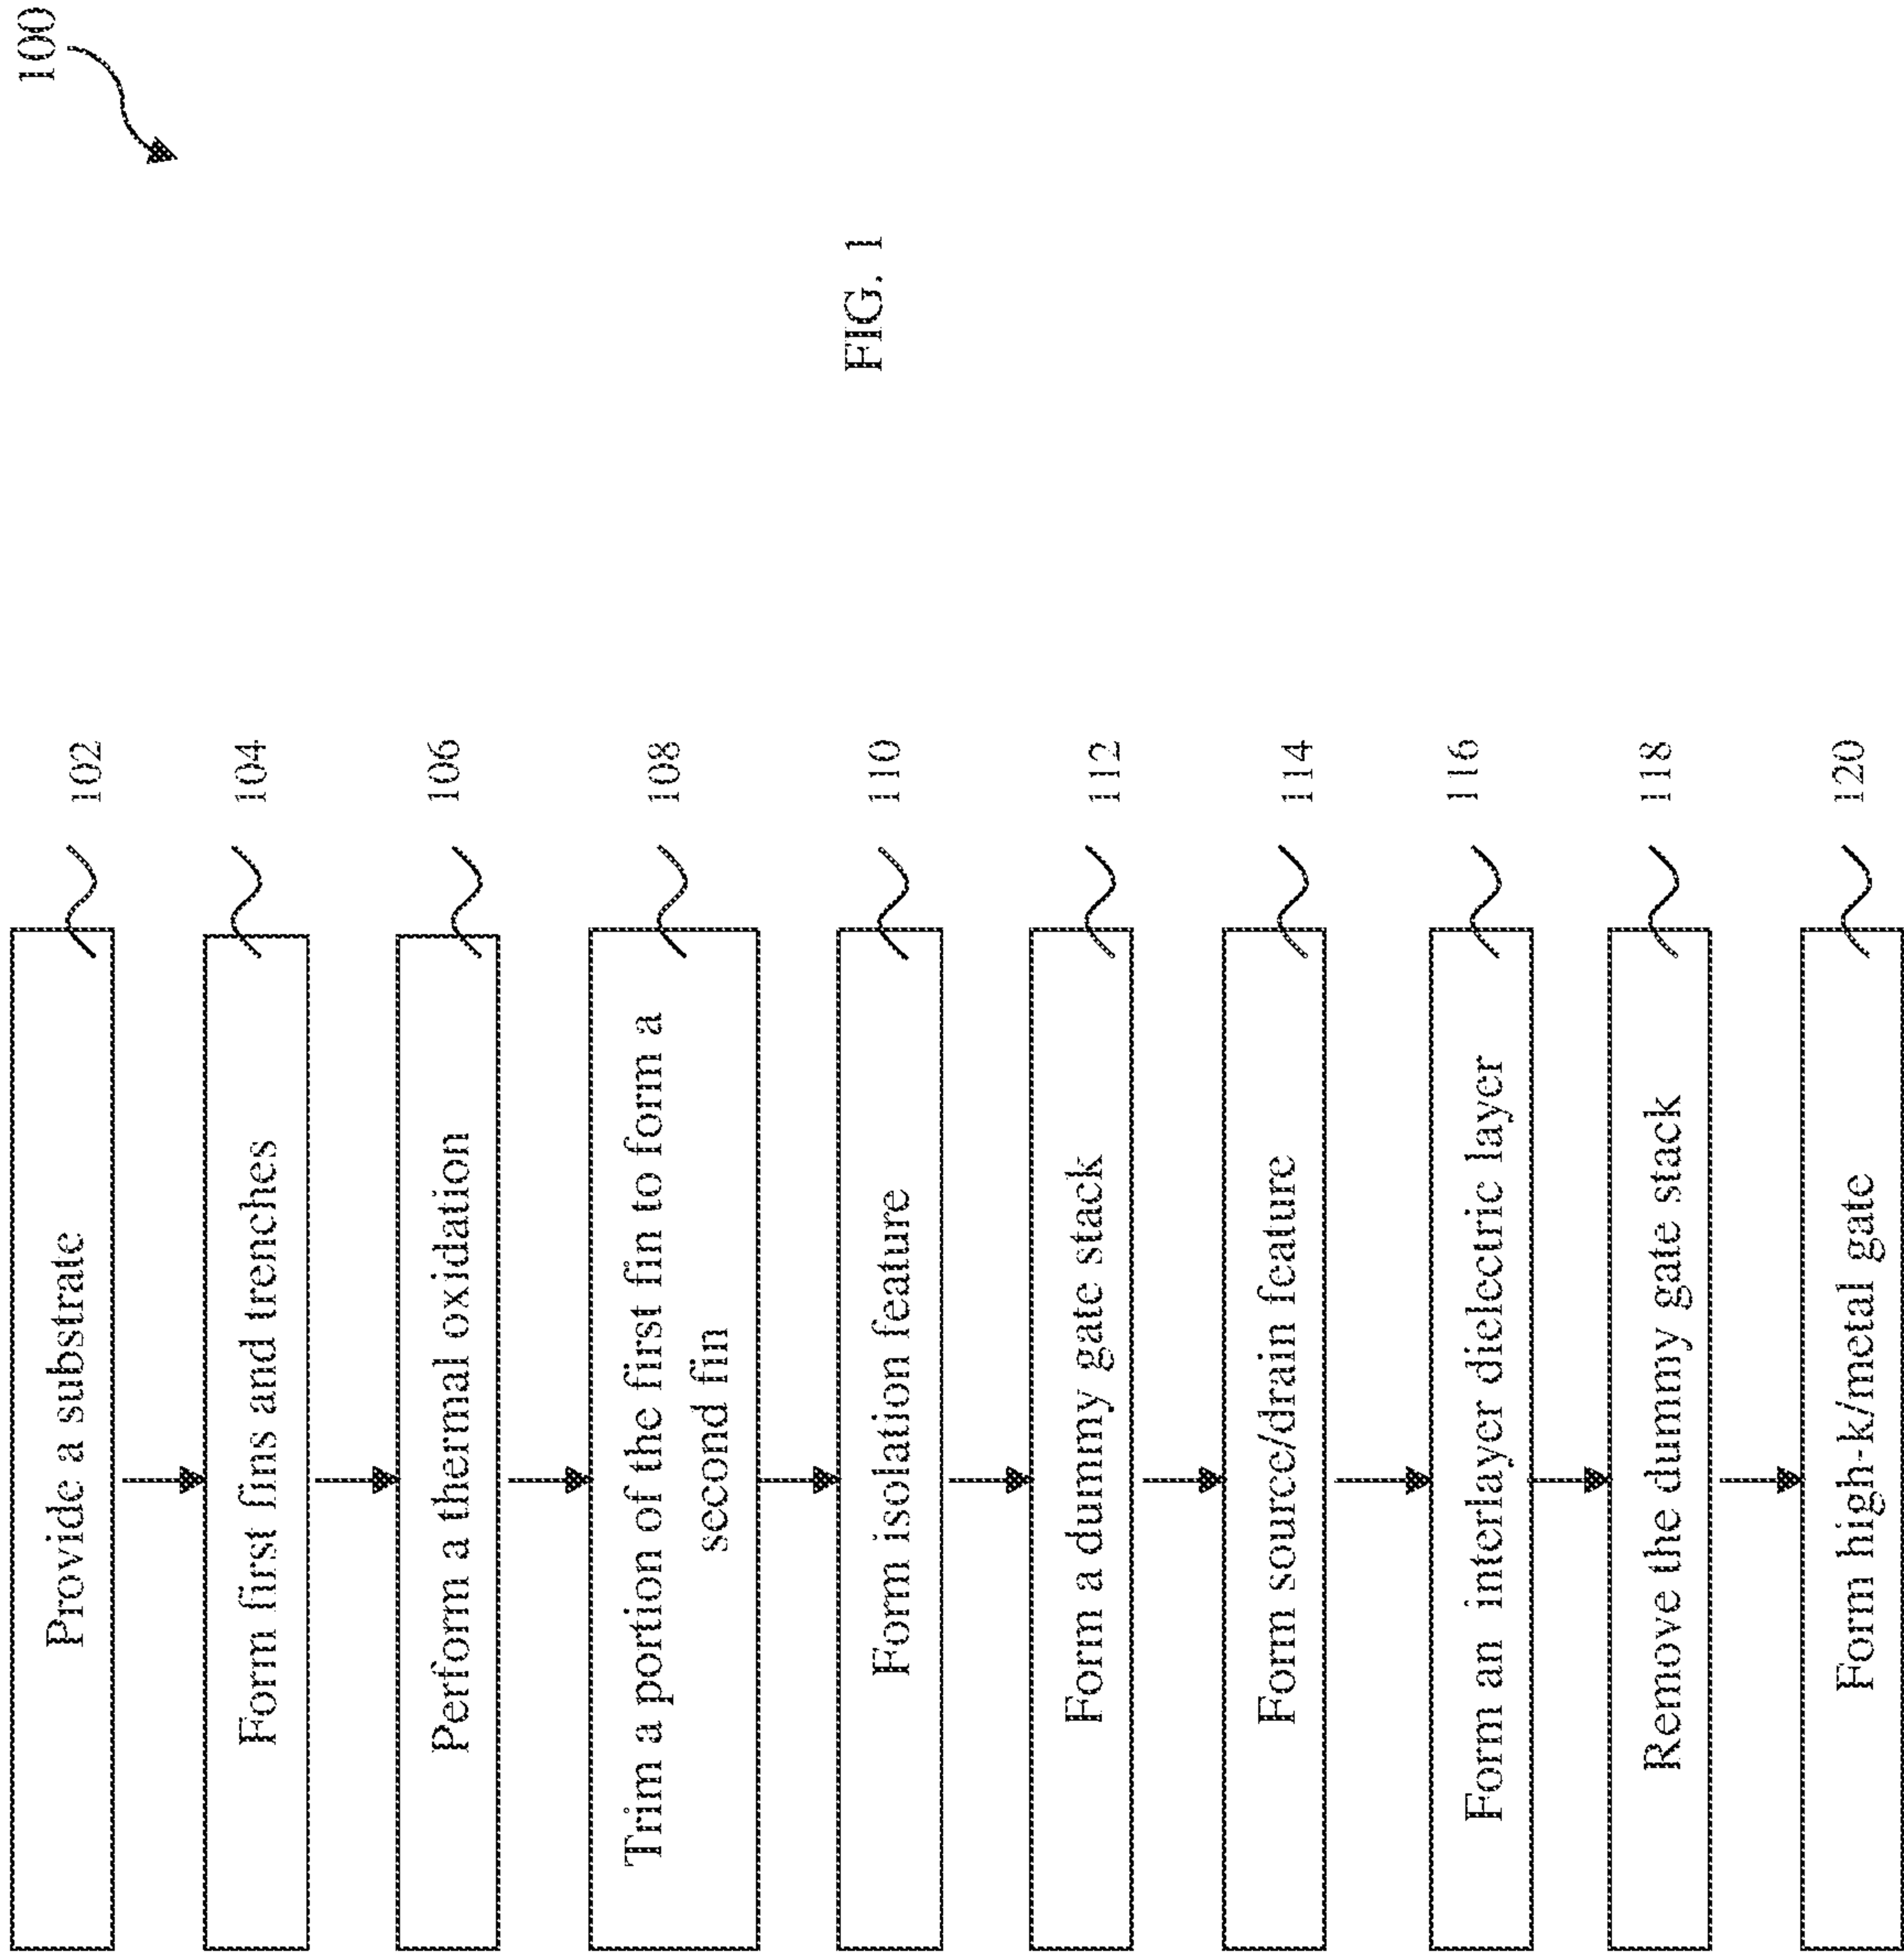 100
Provide a substrate
102
Form first fins and trenches
104
Perform a thermal oxidation
106
Trim a portion of the first fin to form a
second fin
108
Form isolation feature
110
Form a dummy gate stack
112
Form source/drain feature
114
Form an interlayer dielectric layer
116
Remove the dummy gate stack
118
Form high-k/metal gate
120
FIG. 1